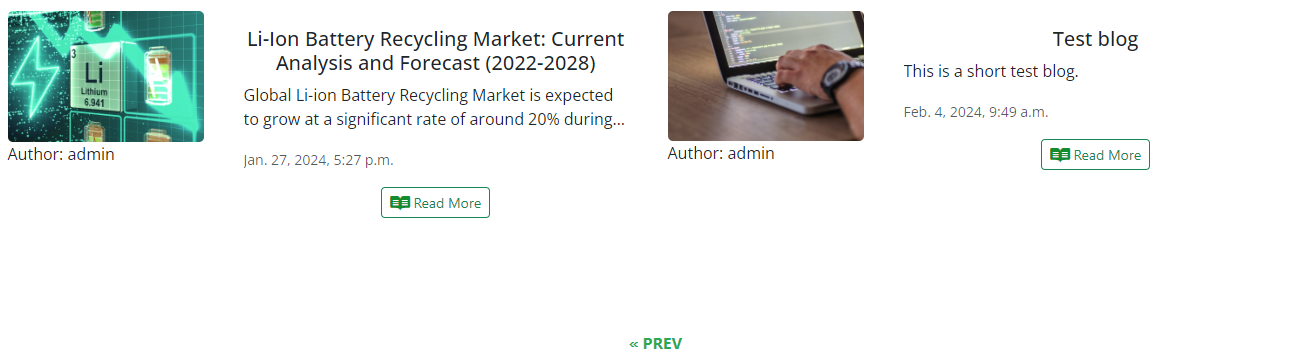 3
Li
Lithium
6.941
Author: admin
Li-Ion Battery Recycling Market: Current
Analysis and Forecast (2022-2028)
Global Li-ion Battery Recycling Market is expected
to grow at a significant rate of around 20% during...
Jan. 27, 2024, 5:27 p.m.
Read More
Author: admin
Test blog
This is a short test blog.
Feb. 4, 2024, 9:49 a.m.
Read More
« PREV